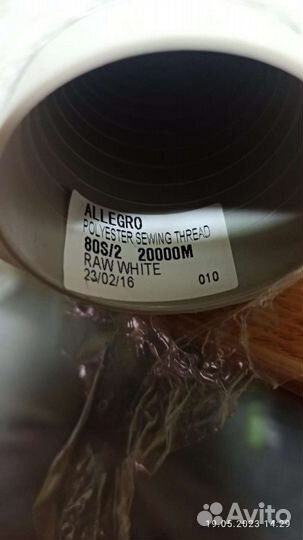 ALLEGRO
POLYESTER SEWING THREAD
80S/2 20000M
RAW WHITE
23/02/16 010
19.05.2023 14:29
Avito